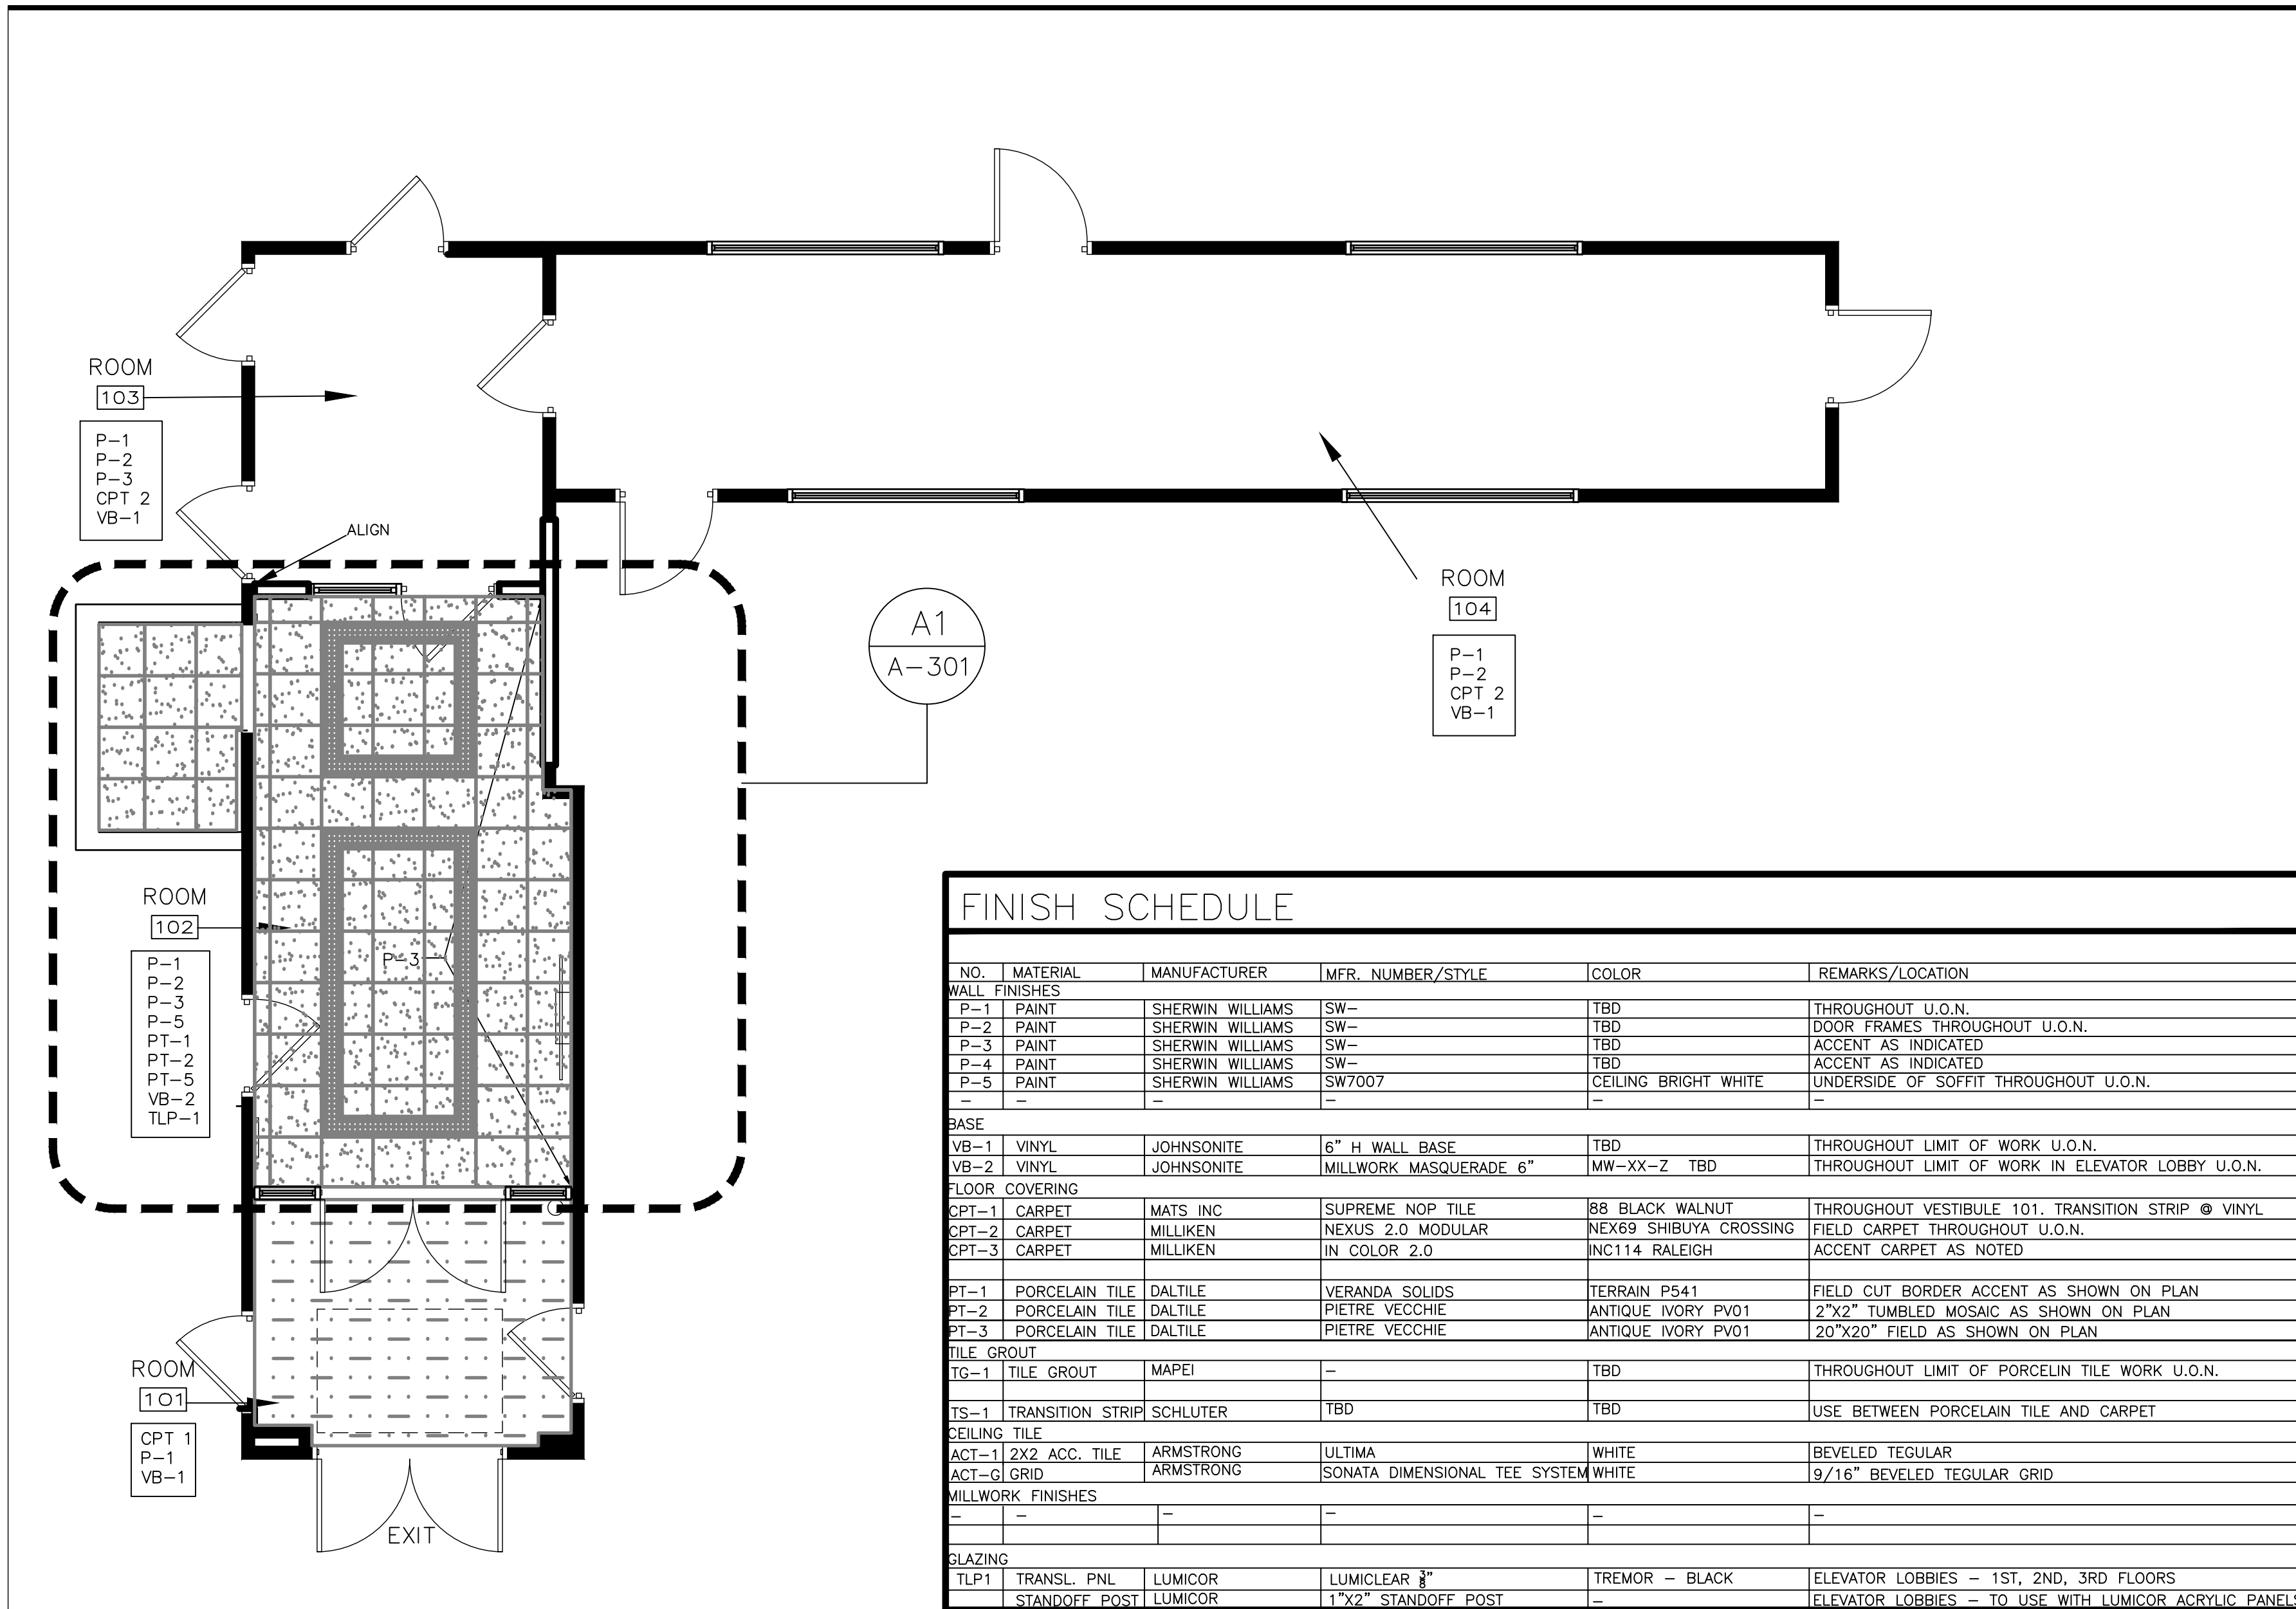 ROOM
103
P-1
P-2
P-3
CPT 2
VB-1
ALIGN
A1
A-301
ROOM
104
P-1
P-2
CPT 2
VB-1
ROOM
102
P-1
P-2
P-3
P-5
PT-1
PT-2
PT-5
VB-2
TLP-1
P-3
ROOM
101
CPT 1
P-1
VB-1
EXIT
FINISH SCHEDULE
NO. MATERIAL MANUFACTURER MFR. NUMBER/STYLE COLOR REMARKS/LOCATION
WALL FINISHES
P-1 PAINT SHERWIN WILLIAMS SW- TBD THROUGHOUT U.O.N.
P-2 PAINT SHERWIN WILLIAMS SW- TBD DOOR FRAMES THROUGHOUT U.O.N.
P-3 PAINT SHERWIN WILLIAMS SW- TBD ACCENT AS INDICATED
P-4 PAINT SHERWIN WILLIAMS SW- TBD ACCENT AS INDICATED
P-5 PAINT SHERWIN WILLIAMS SW7007 CEILING BRIGHT WHITE UNDERSIDE OF SOFFIT THROUGHOUT U.O.N.
- - - - - -
BASE
VB-1 VINYL JOHNSONITE 6" H WALL BASE TBD THROUGHOUT LIMIT OF WORK U.O.N.
VB-2 VINYL JOHNSONITE MILLWORK MASQUERADE 6" MW-XX-Z TBD THROUGHOUT LIMIT OF WORK IN ELEVATOR LOBBY U.O.N.
FLOOR COVERING
CPT-1 CARPET MATS INC SUPREME NOP TILE 88 BLACK WALNUT THROUGHOUT VESTIBULE 101. TRANSITION STRIP @ VINYL
CPT-2 CARPET MILLIKEN NEXUS 2.0 MODULAR NEX69 SHIBUYA CROSSING FIELD CARPET THROUGHOUT U.O.N.
CPT-3 CARPET MILLIKEN IN COLOR 2.0 INC114 RALEIGH ACCENT CARPET AS NOTED
PT-1 PORCELAIN TILE DALTILE VERANDA SOLIDS TERRAIN P541 FIELD CUT BORDER ACCENT AS SHOWN ON PLAN
PT-2 PORCELAIN TILE DALTILE PIETRE VECCHIE ANTIQUE IVORY PV01 2"X2" TUMBLED MOSAIC AS SHOWN ON PLAN
PT-3 PORCELAIN TILE DALTILE PIETRE VECCHIE ANTIQUE IVORY PV01 20"X20" FIELD AS SHOWN ON PLAN
TILE GROUT
TG-1 TILE GROUT MAPEI - TBD THROUGHOUT LIMIT OF PORCELIN TILE WORK U.O.N.
TS-1 TRANSITION STRIP SCHLUTER TBD TBD USE BETWEEN PORCELAIN TILE AND CARPET
CEILING TILE
ACT-1 2X2 ACC. TILE ARMSTRONG ULTIMA WHITE BEVELED TEGULAR
ACT-G GRID ARMSTRONG SONATA DIMENSIONAL TEE SYSTEM WHITE 9/16" BEVELED TEGULAR GRID
MILLWORK FINISHES
- - - - - -
GLAZING
TLP1 TRANSL. PNL LUMICOR LUMICLEAR 3/8" TREMOR - BLACK ELEVATOR LOBBIES - 1ST, 2ND, 3RD FLOORS
STANDOFF POST LUMICOR 1"X2" STANDOFF POST - ELEVATOR LOBBIES - TO USE WITH LUMICOR ACRYLIC PANELS